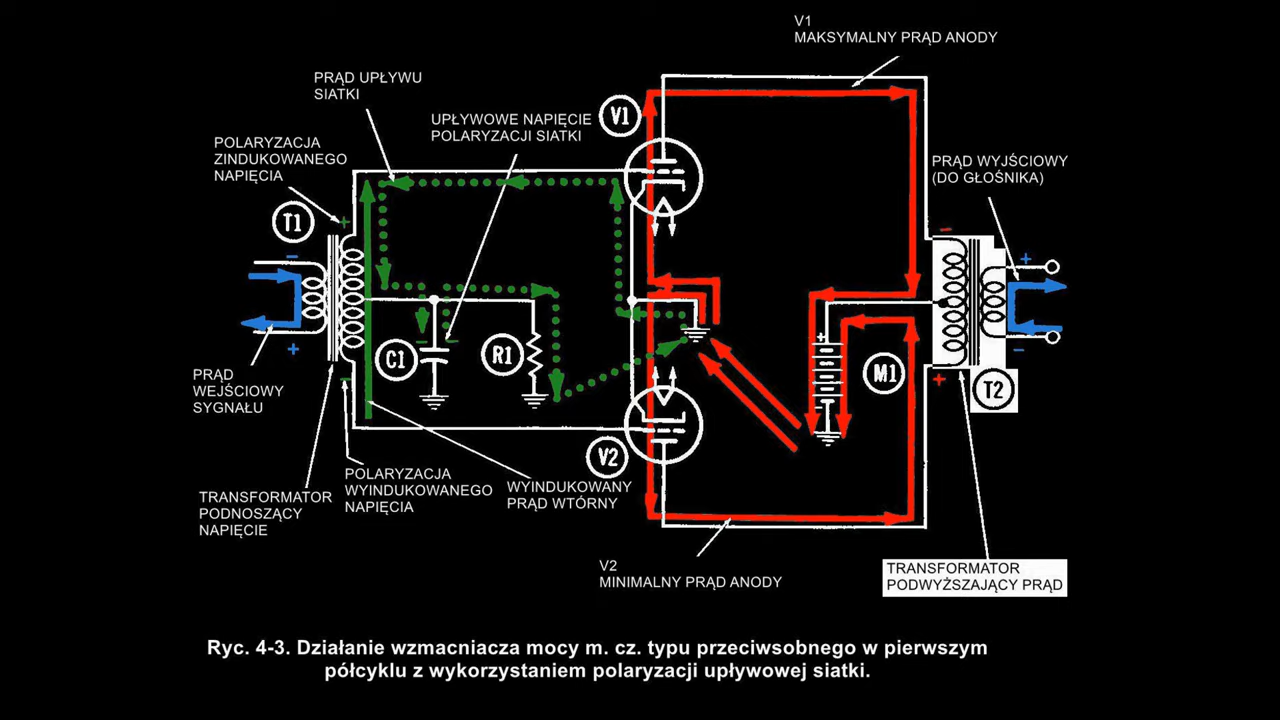 V1
MAKSYMALNY PRĄD ANODY
PRĄD UPŁYWU
SIATKI
UPŁYWOWE NAPIĘCIE
POLARYZACJI SIATKI
V1
POLARYZACJA
ZINDUKOWANEGO
NAPIĘCIA
PRĄD WYJŚCIOWY
(DO GŁOŚNIKA)
T1
+
-
-
+
+
-
+
-
-
-
+
-
+
C1
R1
M1
T2
PRĄD
WEJŚCIOWY
SYGNAŁU
V2
POLARYZACJA
WYINDUKOWANEGO
NAPIĘCIA
WYINDUKOWANY
PRĄD WTÓRNY
TRANSFORMATOR
PODNOSZĄCY
NAPIĘCIE
V2
MINIMALNY PRĄD ANODY
TRANSFORMATOR
PODWYŻSZAJĄCY PRĄD
Ryc. 4-3. Działanie wzmacniacza mocy m. cz. typu przeciwsobnego w pierwszym
półcyklu z wykorzystaniem polaryzacji upływowej siatki.